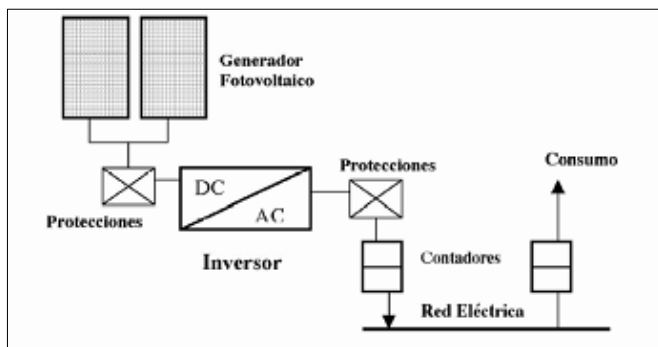 Generador
Fotovoltaico
Protecciones
Consumo
DC
AC
Protecciones
Inversor
Contadores
Red Eléctrica